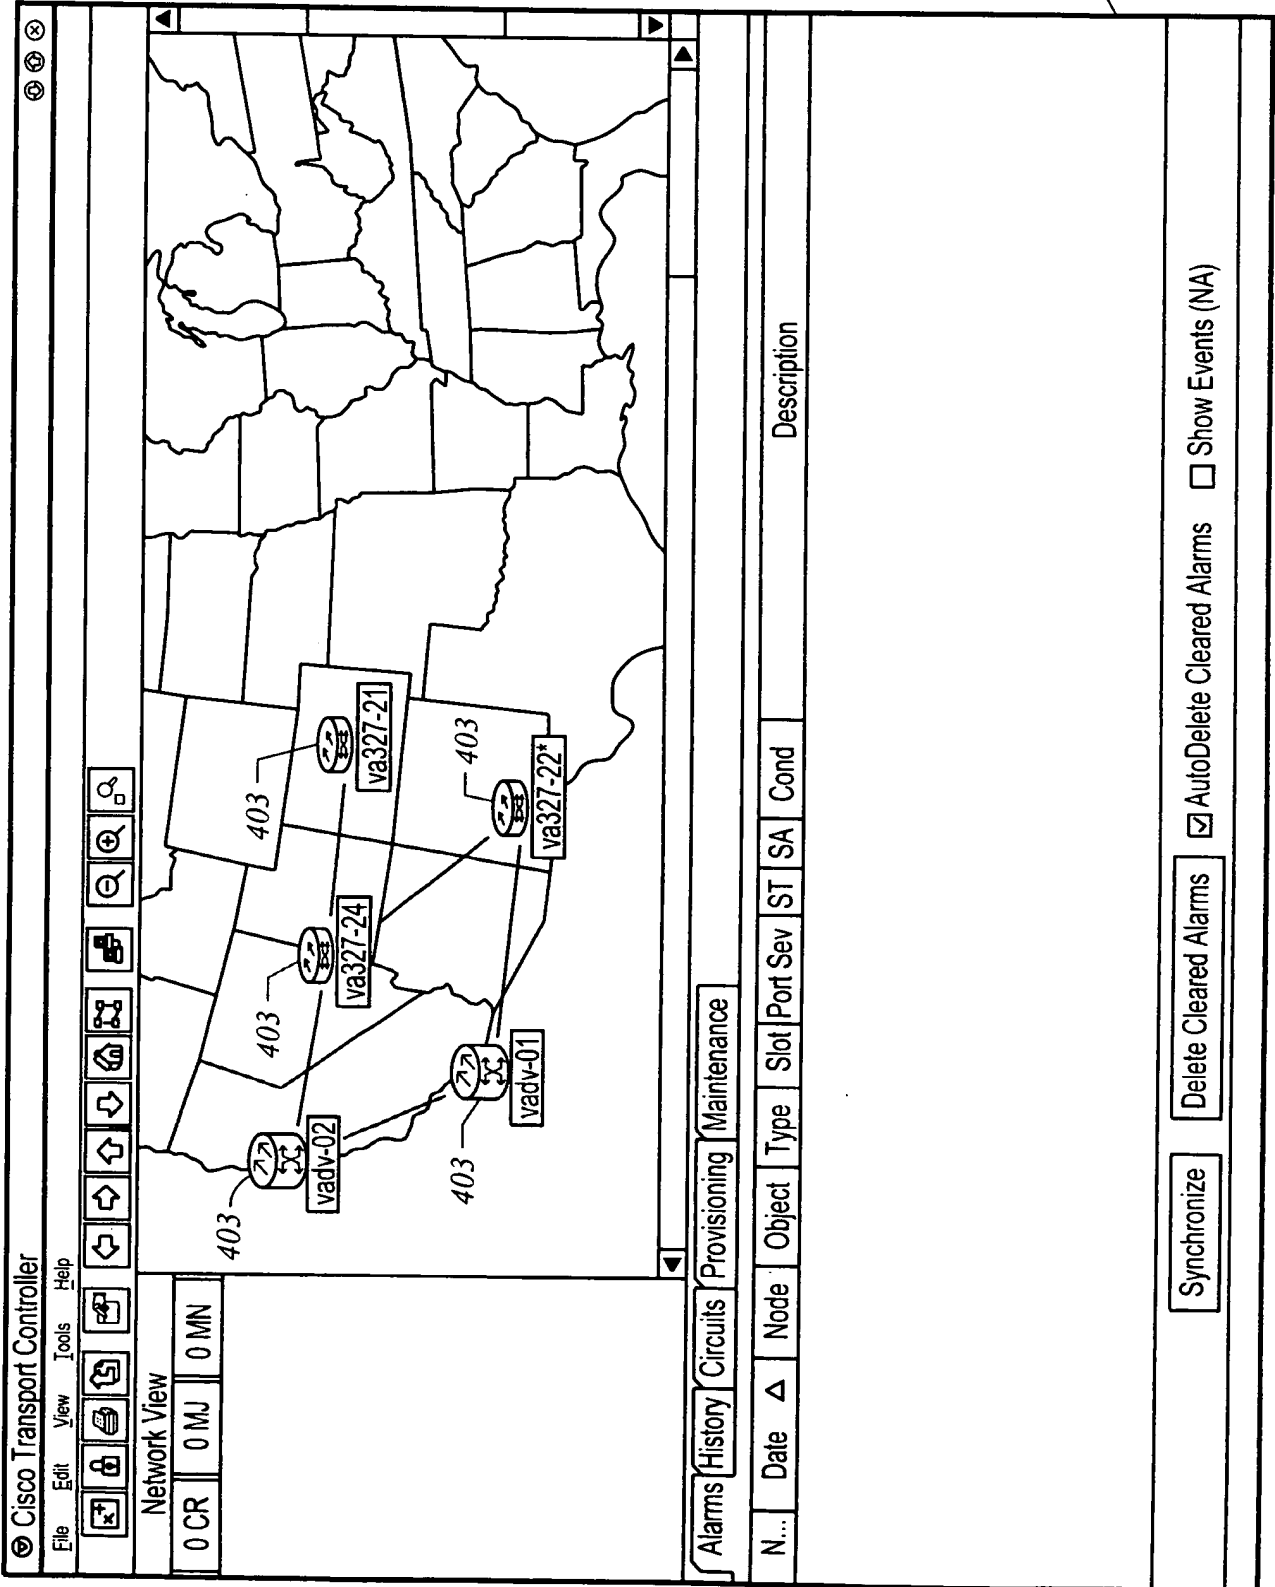 Cisco Transport Controller
File Edit View Tools Help
Network View
0 CR 0 MJ 0 MN
403
vadv-02
403
vadv-01
403
va327-24
403
va327-21
403
va327-22*
Alarms History Circuits Provisioning Maintenance
N... Date Node Object Type Slot Port Sev ST SA Cond Description
Synchronize Delete Cleared Alarms AutoDelete Cleared Alarms Show Events (NA)